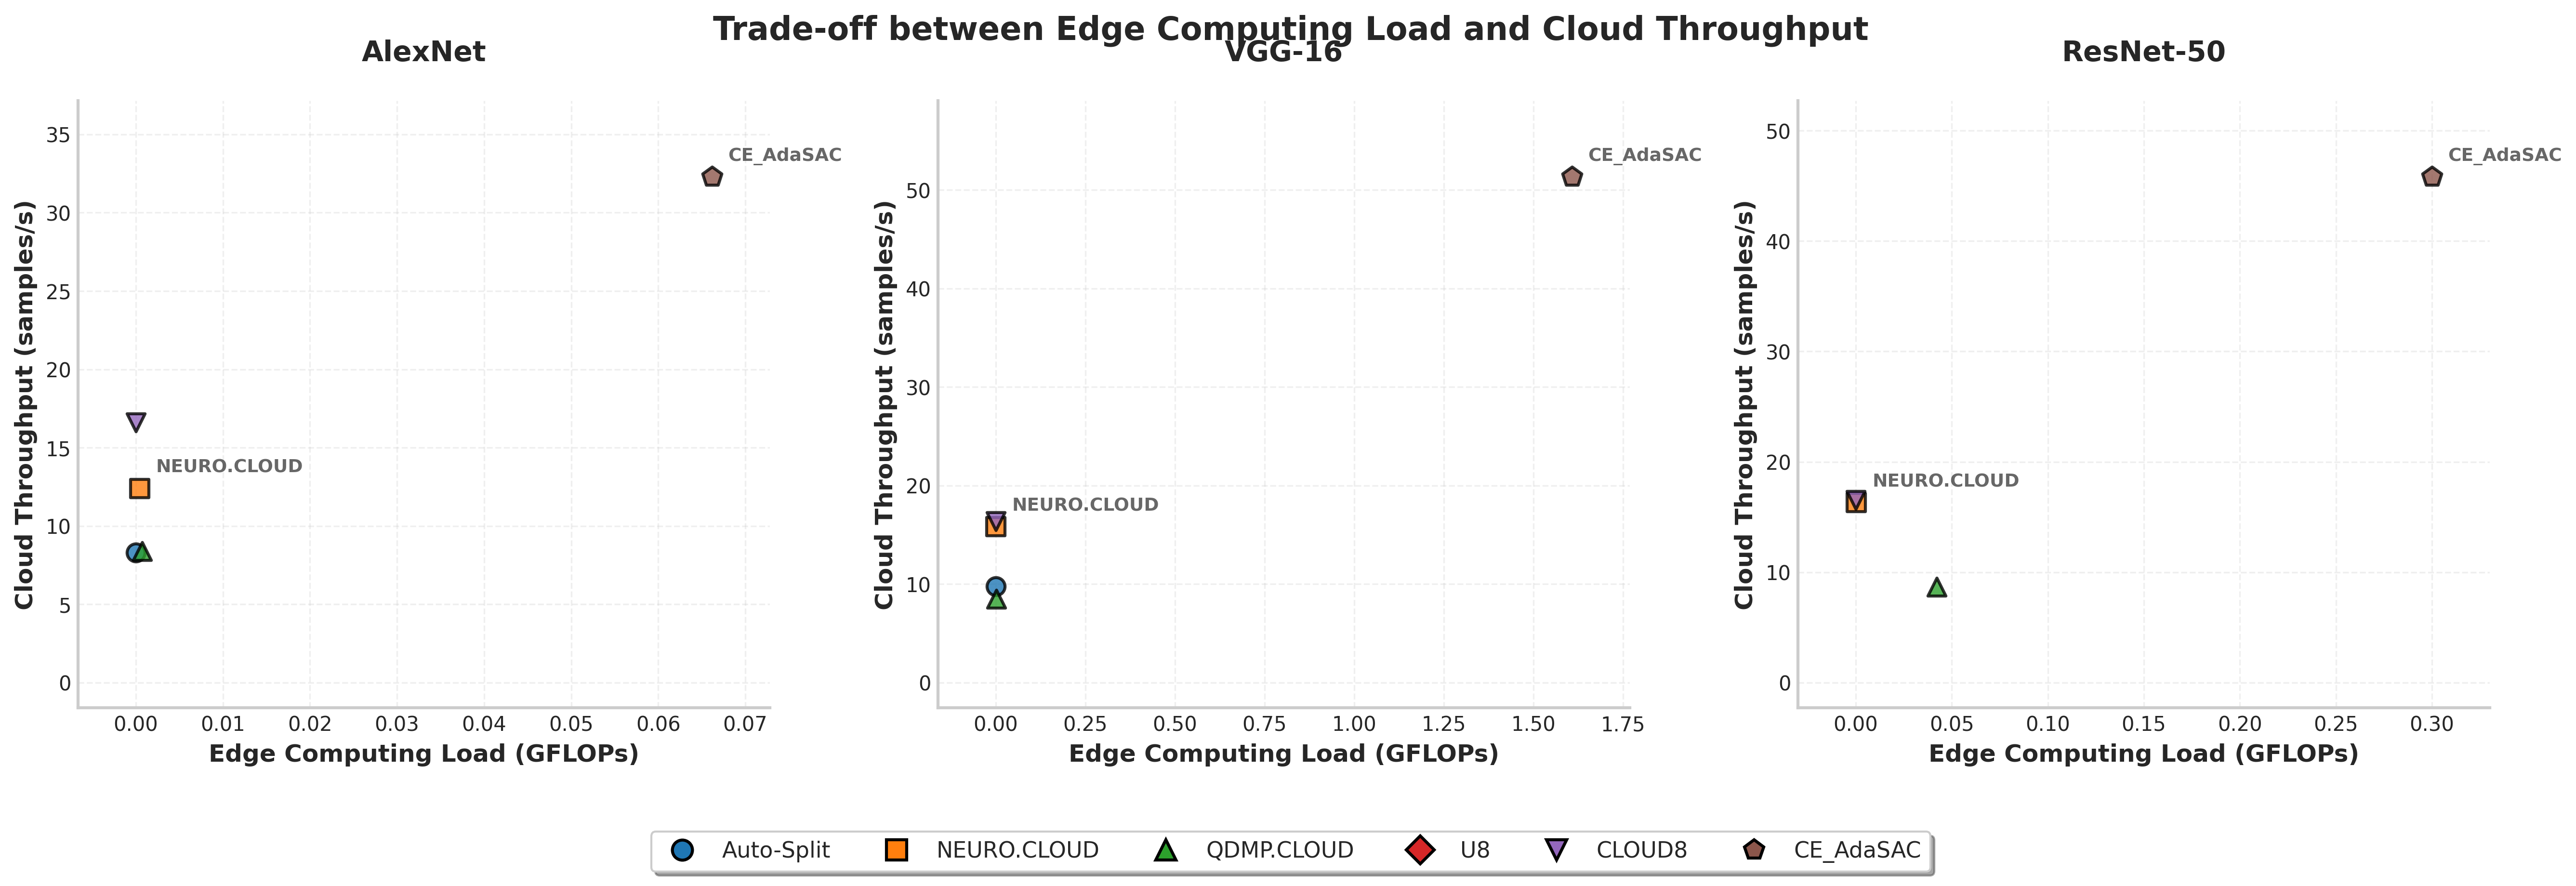 Trade-off between Edge Computing Load and Cloud Throughput
AlexNet
Cloud Throughput (samples/s)
35
30
25
20
15
10
5
0
CE_AdaSAC
NEURO.CLOUD
0.00 0.01 0.02 0.03 0.04 0.05 0.06 0.07
Edge Computing Load (GFLOPs)
VGG-16
Cloud Throughput (samples/s)
50
40
30
20
10
0
CE_AdaSAC
NEURO.CLOUD
0.00 0.25 0.50 0.75 1.00 1.25 1.50 1.75
Edge Computing Load (GFLOPs)
ResNet-50
Cloud Throughput (samples/s)
50
40
30
20
10
0
CE_AdaSAC
NEURO.CLOUD
0.00 0.05 0.10 0.15 0.20 0.25 0.30
Edge Computing Load (GFLOPs)
Auto-Split NEURO.CLOUD QDMP.CLOUD U8 CLOUD8 CE_AdaSAC